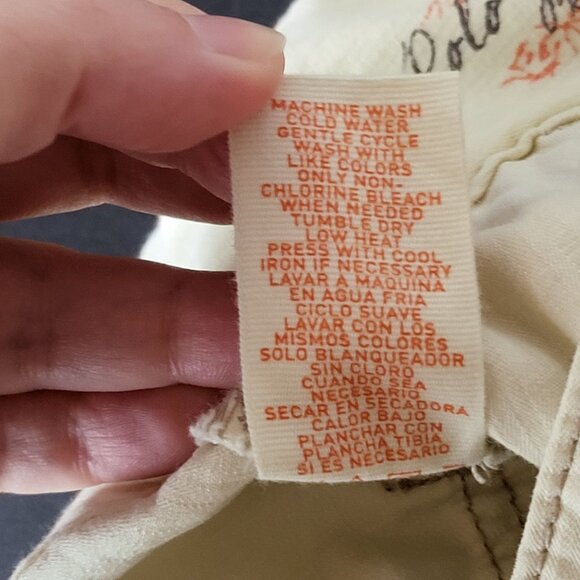 Polo
MACHINE WASH
COLD WATER
GENTLE CYCLE
WASH WITH
LIKE COLORS
ONLY NON-
CHLORINE BLEACH
WHEN NEEDED
TUMBLE DRY
LOW HEAT
PRESS WITH COOL
IRON IF NECESSARY
LAVAR A MAQUINA
EN AGUA FRIA
CICLO SUAVE
LAVAR CON LOS
MISMOS COLORES
SOLO BLANQUEADOR
SIN CLORO
CUANDO SEA
NECESARIO
SECAR EN SECADORA
CALOR BAJO
PLANCHAR CON
PLANCHA TIBIA
SI ES NECESARIO